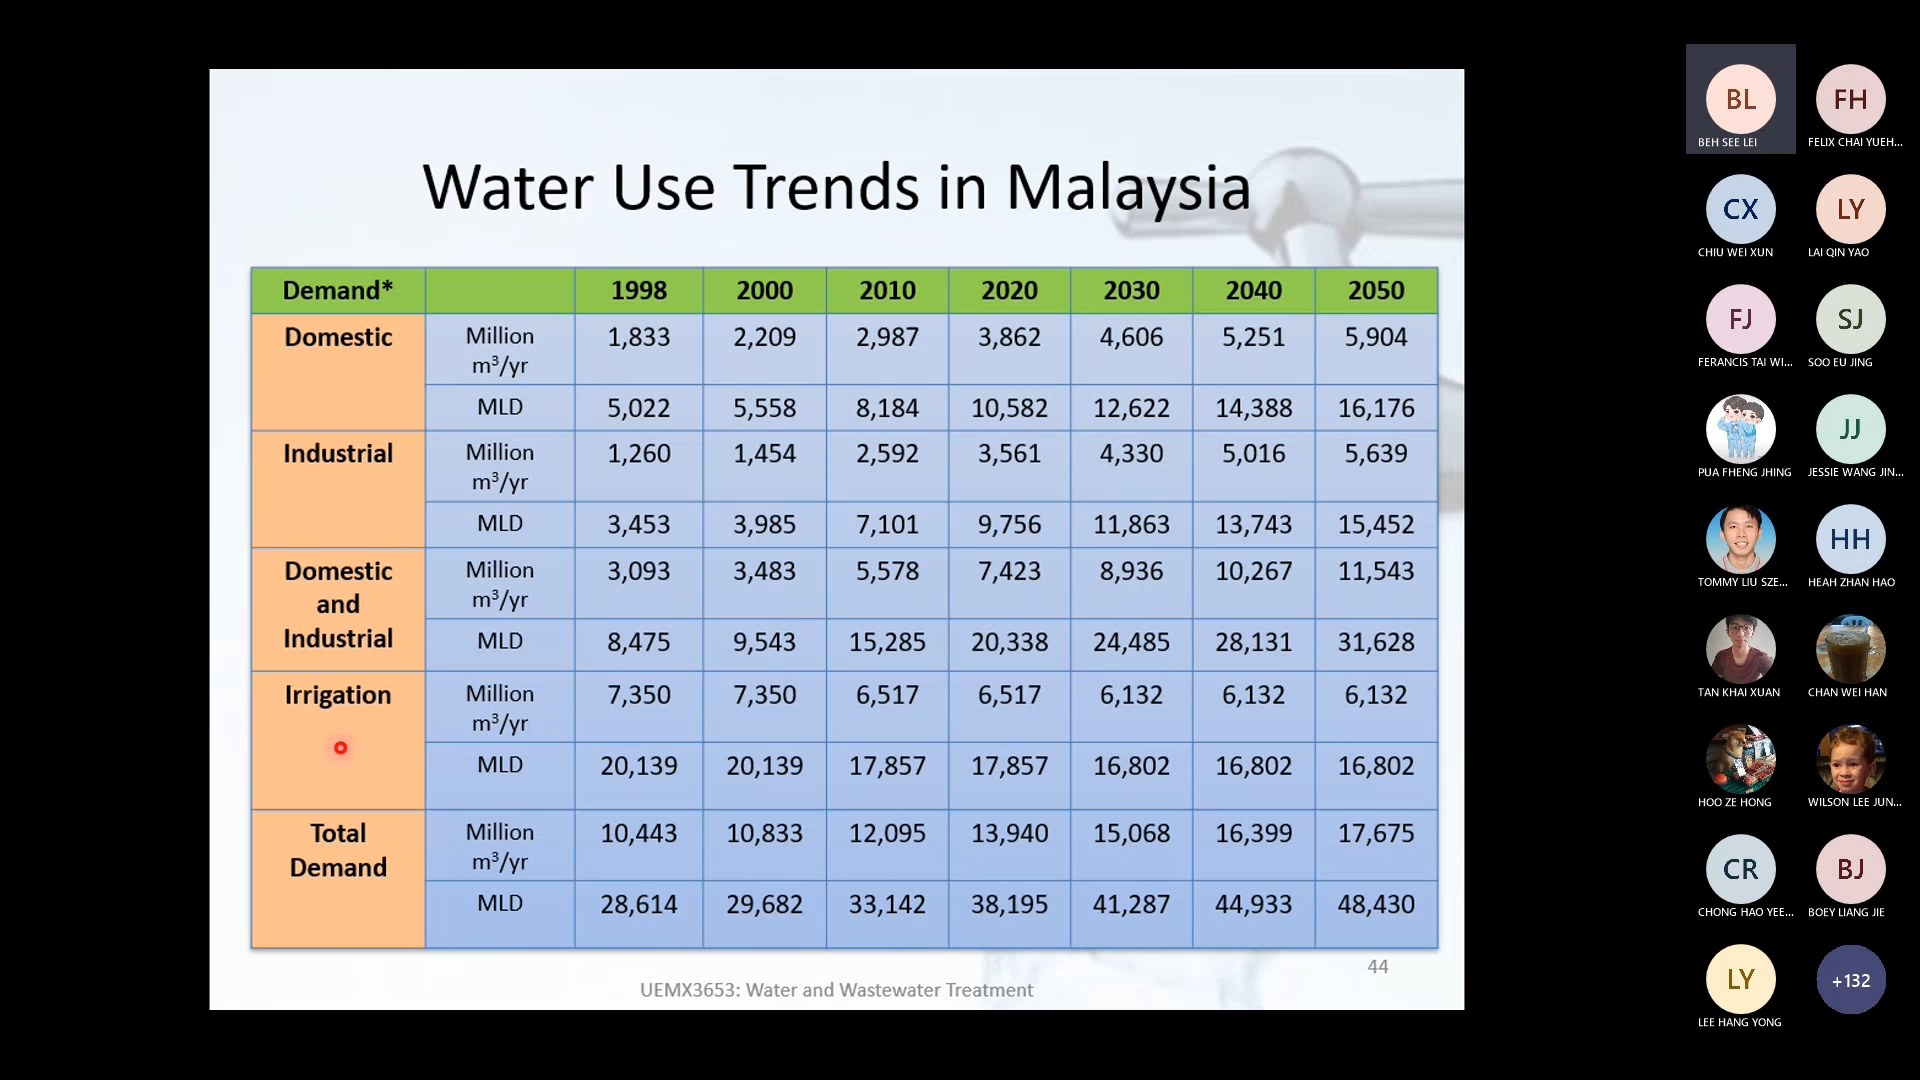 Water Use Trends in Malaysia
Demand* 1998 2000 2010 2020 2030 2040 2050
Domestic Million m³/yr 1,833 2,209 2,987 3,862 4,606 5,251 5,904
MLD 5,022 5,558 8,184 10,582 12,622 14,388 16,176
Industrial Million m³/yr 1,260 1,454 2,592 3,561 4,330 5,016 5,639
MLD 3,453 3,985 7,101 9,756 11,863 13,743 15,452
Domestic and Industrial Million m³/yr 3,093 3,483 5,578 7,423 8,936 10,267 11,543
MLD 8,475 9,543 15,285 20,338 24,485 28,131 31,628
Irrigation Million m³/yr 7,350 7,350 6,517 6,517 6,132 6,132 6,132
MLD 20,139 20,139 17,857 17,857 16,802 16,802 16,802
Total Demand Million m³/yr 10,443 10,833 12,095 13,940 15,068 16,399 17,675
MLD 28,614 29,682 33,142 38,195 41,287 44,933 48,430
44
UEMX3653: Water and Wastewater Treatment
BL FH
BEH SEE LEI FELIX CHAI YUEH...
CX LY
CHIU WEI XUN LAI QIN YAO
FJ SJ
FERANCIS TAI WI... SOO EU JING
JJ
PUA FHENG JHING JESSIE WANG JIN...
HH
TOMMY LIU SZE... HEAH ZHAN HAO
TAN KHAI XUAN CHAN WEI HAN
HOO ZE HONG WILSON LEE JUN...
CR BJ
CHONG HAO YEE... BOEY LIANG JIE
LY +132
LEE HANG YONG